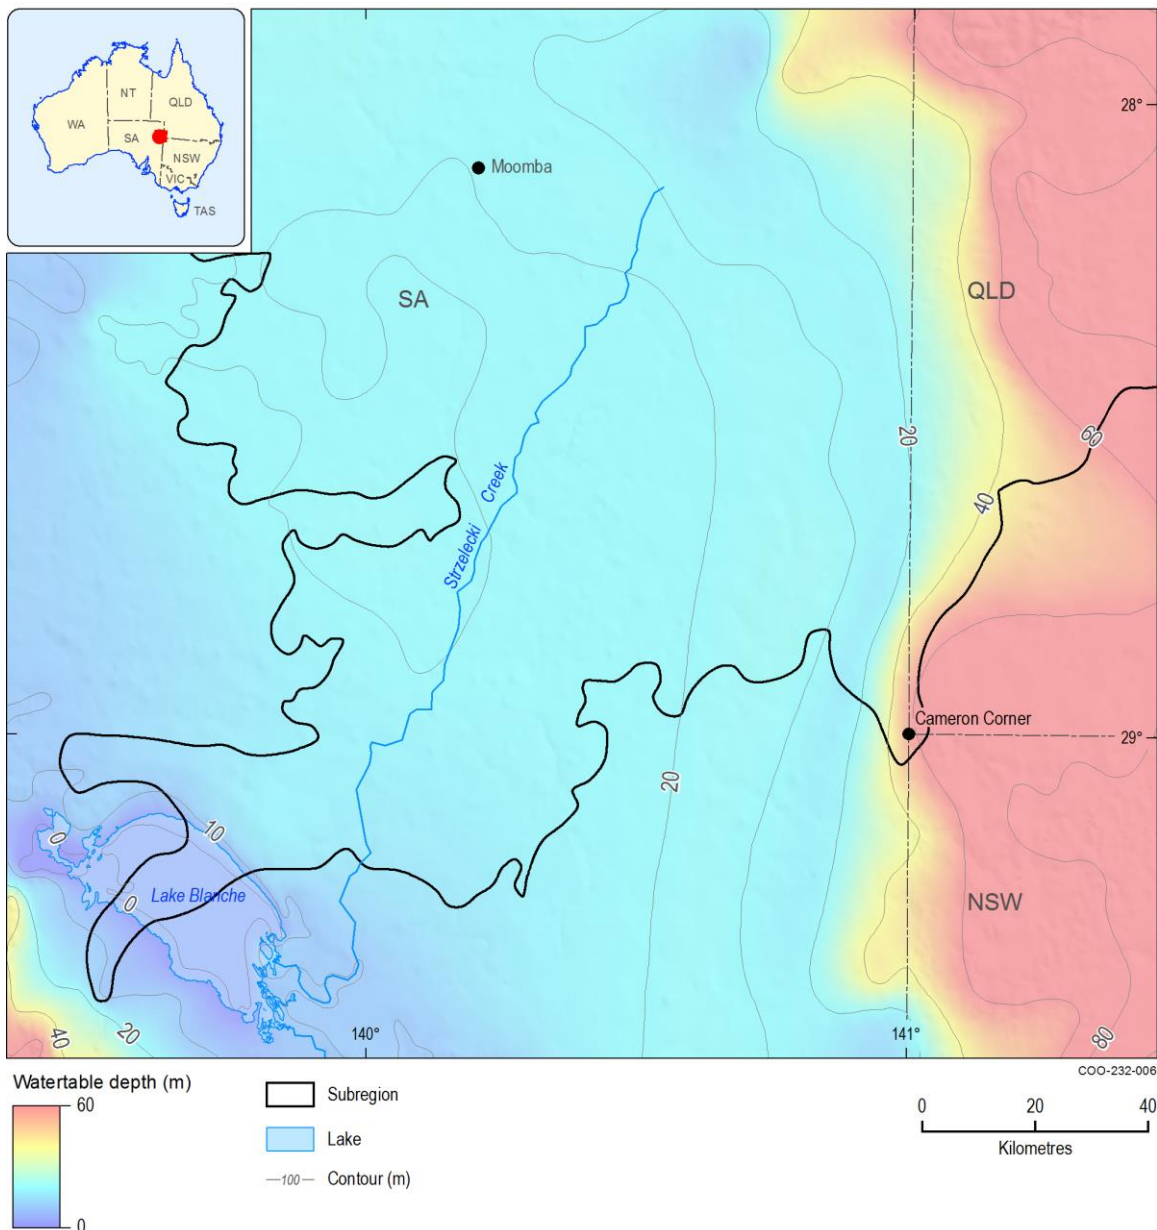 NT
QLD
WA
SA
NSW
VIC
TAS
28°
Moomba
SA
QLD
20
60
40
Strzelecki Creek
Cameron Corner
29°
20
10
0
Lake Blanche
0
NSW
140°
141°
40
20
80
COO-232-006
Watertable depth (m)
60
0
Subregion
Lake
100
Contour (m)
0 20 40
Kilometres